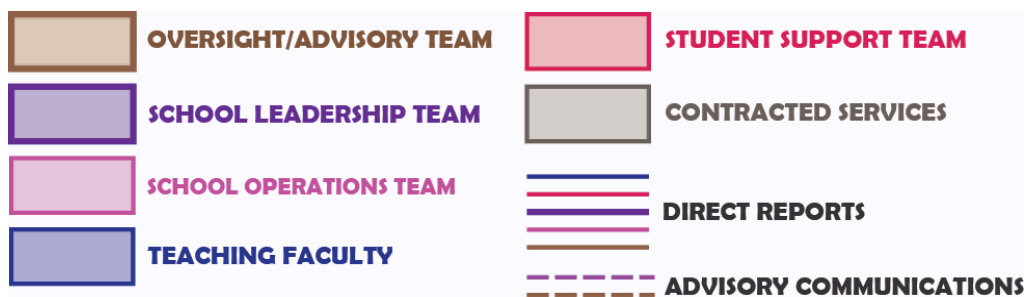 OVERSIGHT/ADVISORY TEAM
SCHOOL LEADERSHIP TEAM
SCHOOL OPERATIONS TEAM
TEACHING FACULTY
STUDENT SUPPORT TEAM
CONTRACTED SERVICES
DIRECT REPORTS
ADVISORY COMMUNICATIONS